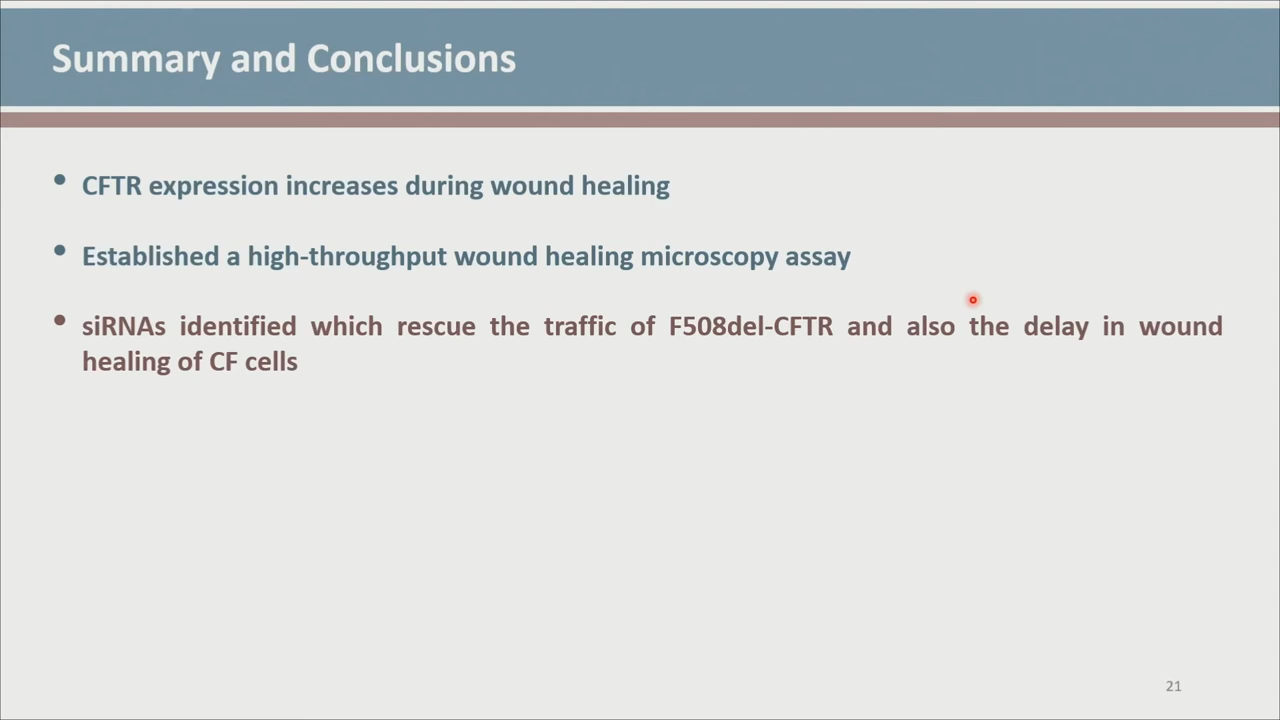 Summary and Conclusions
• CFTR expression increases during wound healing
• Established a high-throughput wound healing microscopy assay
• siRNAs identified which rescue the traffic of F508del-CFTR and also the delay in wound
healing of CF cells
21